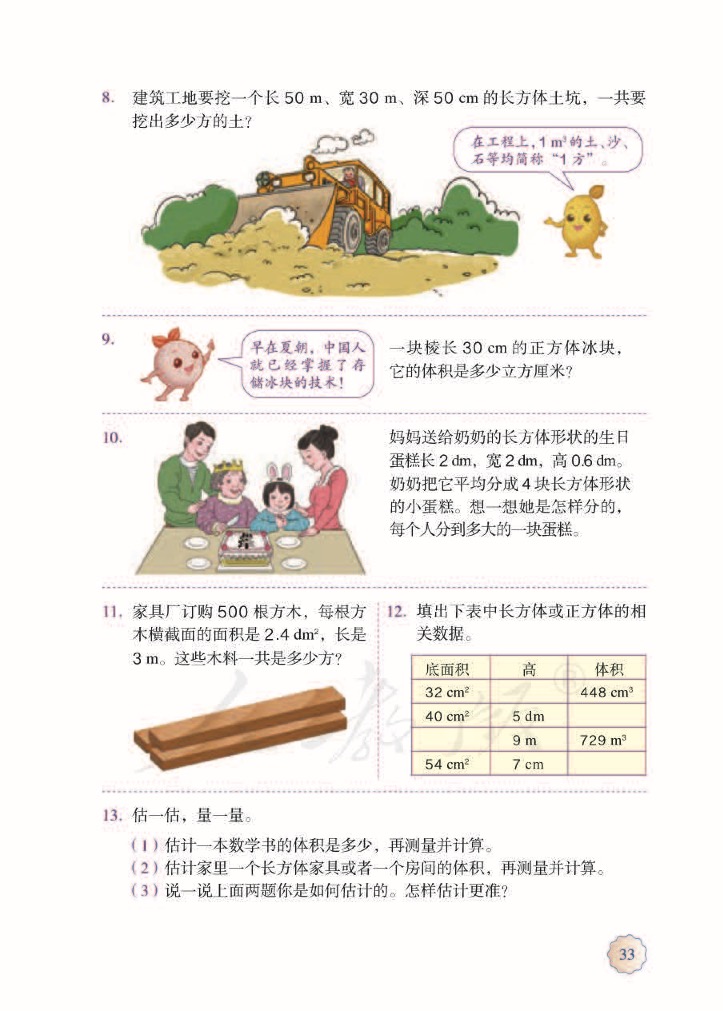 8. 建筑工地要挖一个长 50 m、宽 30 m、深 50 cm 的长方体土坑，一共要
挖出多少方的土？
在工程上，1 m³的土、沙、
石等均简称“1方”。
9.
早在夏朝，中国人
就已经掌握了存
储冰块的技术！
一块棱长 30 cm 的正方体冰块，
它的体积是多少立方厘米？
10.
妈妈送给奶奶的长方体形状的生日
蛋糕长 2 dm，宽 2 dm，高 0.6 dm。
奶奶把它平均分成 4 块长方体形状
的小蛋糕。想一想她是怎样分的，
每个人分到多大的一块蛋糕。
11. 家具厂订购 500 根方木，每根方
木横截面的面积是 2.4 dm²，长是
3 m。这些木料一共是多少方？
12. 填出下表中长方体或正方体的相
关数据。
底面积 高 体积
32 cm² 448 cm³
40 cm² 5 dm
9 m 729 m³
54 cm² 7 cm
人教版®
13. 估一估，量一量。
（1）估计一本数学书的体积是多少，再测量并计算。
（2）估计家里一个长方体家具或者一个房间的体积，再测量并计算。
（3）说一说上面两题你是如何估计的。怎样估计更准？
33